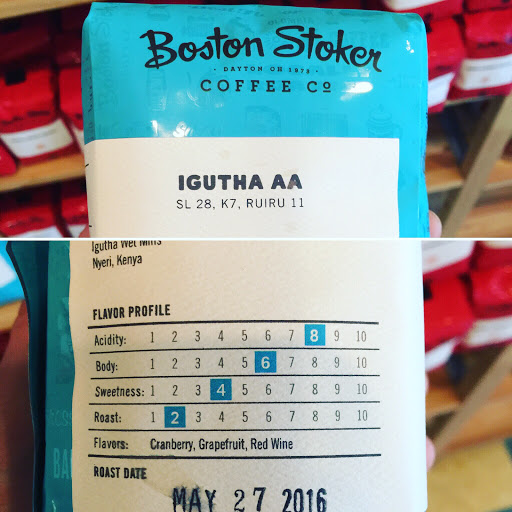 Boston Stoker
· DAYTON OH 1973 ·
COFFEE Co
IGUTHA AA
SL 28, K7, RUIRU 11
Igutha Wet Mills
Nyeri, Kenya
FLAVOR PROFILE
Acidity: 1 2 3 4 5 6 7 8 9 10
Body: 1 2 3 4 5 6 7 8 9 10
Sweetness: 1 2 3 4 5 6 7 8 9 10
Roast: 1 2 3 4 5 6 7 8 9 10
Flavors: Cranberry, Grapefruit, Red Wine
ROAST DATE
MAY 27 2016